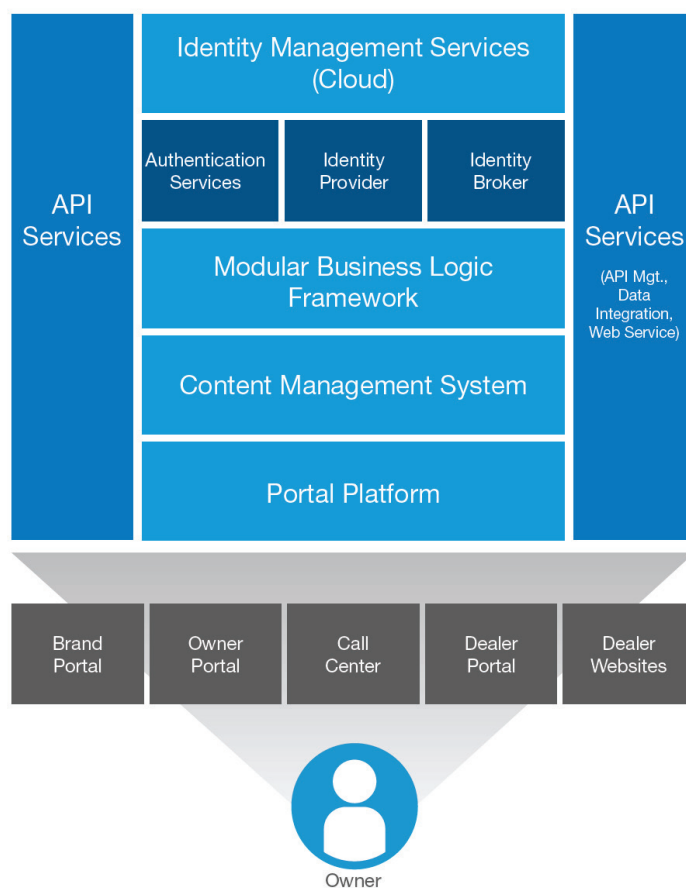 Identity Management Services
(Cloud)
API
Services
Authentication
Services
Identity
Provider
Identity
Broker
API
Services
(API Mgt.,
Data
Integration,
Web Service)
Modular Business Logic
Framework
Content Management System
Portal Platform
Brand
Portal
Owner
Portal
Call
Center
Dealer
Portal
Dealer
Websites
Owner